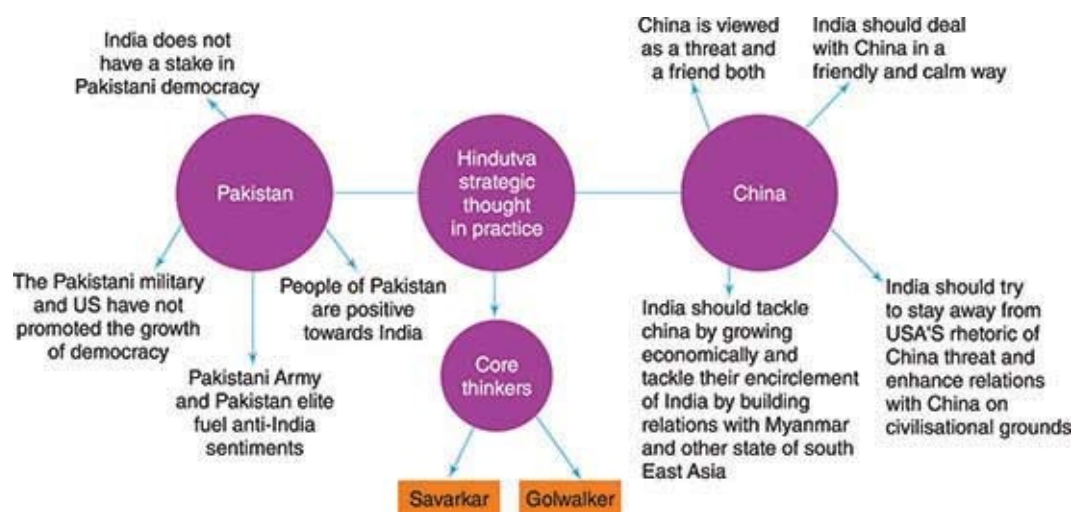 India does not
have a stake in
Pakistani democracy
China is viewed
as a threat and
a friend both
India should deal
with China in a
friendly and calm way
Pakistan
Hindutva
strategic
thought
in practice
China
The Pakistani military
and US have not
promoted the growth
of democracy
People of Pakistan
are positive
towards India
Pakistani Army
and Pakistan elite
fuel anti-India
sentiments
Core
thinkers
India should tackle
china by growing
economically and
tackle their encirclement
of India by building
relations with Myanmar
and other state of south
East Asia
India should try
to stay away from
USA'S rhetoric of
China threat and
enhance relations
with China on
civilisational grounds
Savarkar
Golwalker